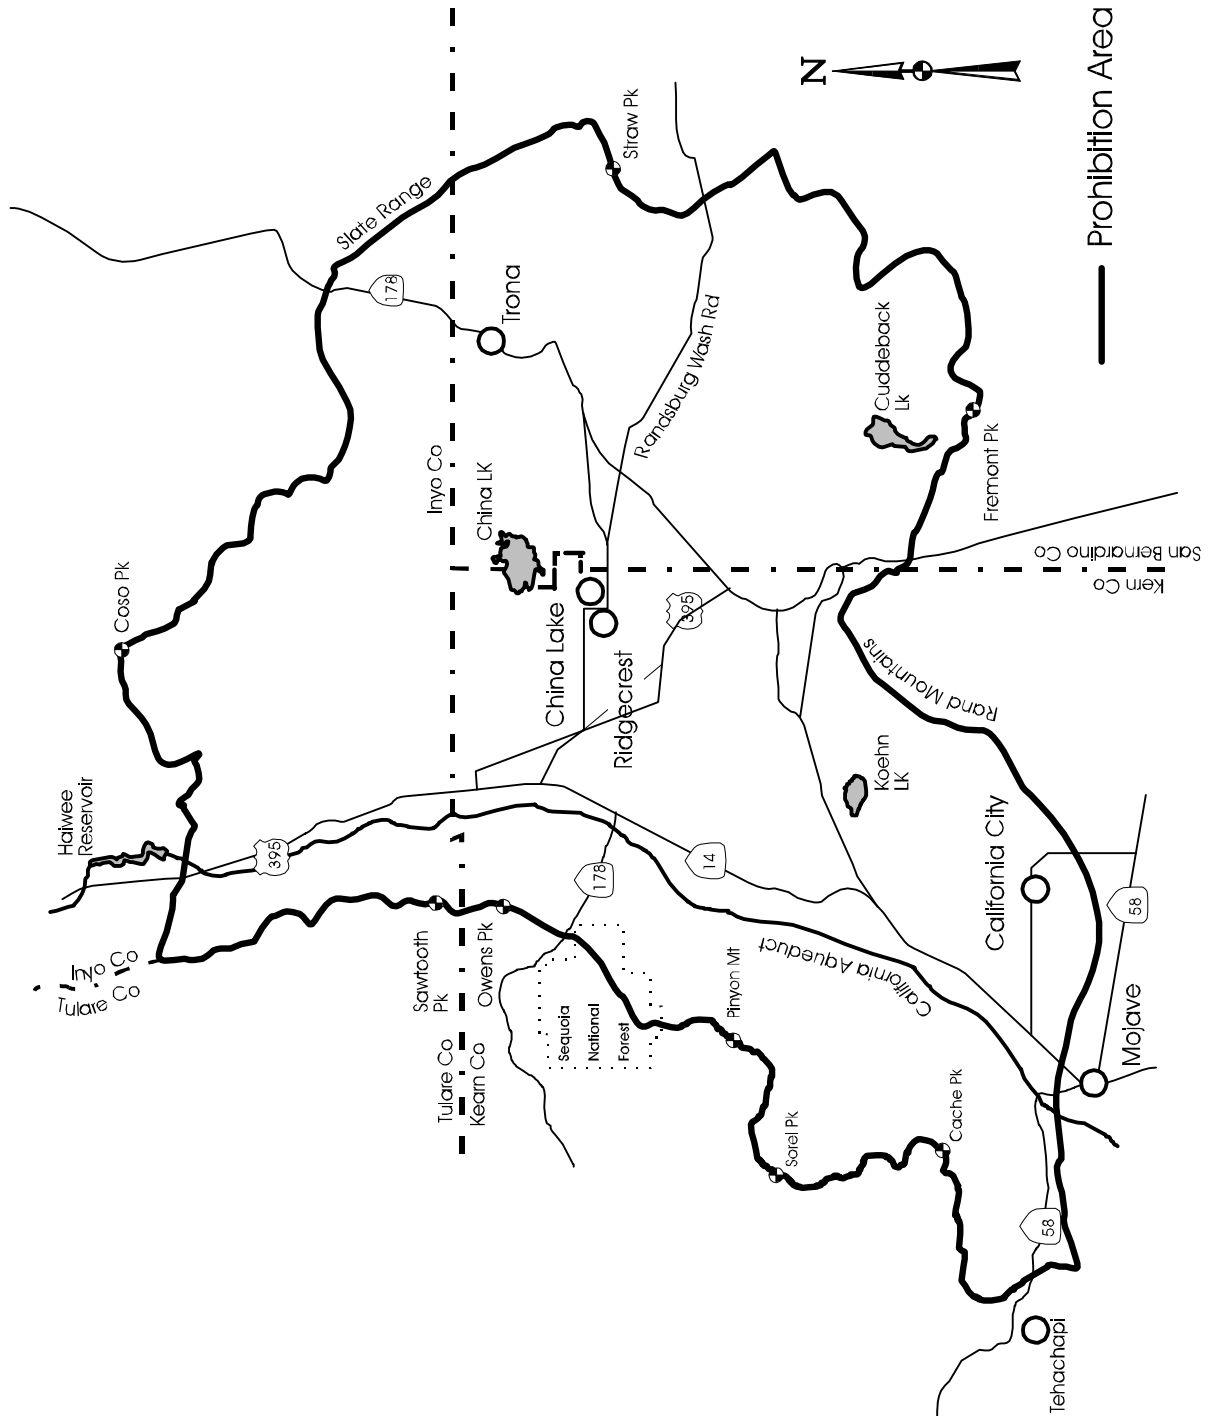 N
Prohibition Area
Straw Pk
Slate Range
178
Trona
Randsburg Wash Rd
Cuddeback
Lk
Fremont Pk
Inyo Co
China LK
San Bernardino Co
Kern Co
Coso Pk
China Lake
Ridgecrest
395
Rand Mountains
Koehn
LK
Haiwee
Reservoir
395
14
178
California City
58
Inyo Co
Tulare Co
Sawtooth
Pk
Owens Pk
California Aqueduct
Pinyon Mt
Sequoia
National
Forest
Tulare Co
Kearn Co
Mojave
Cache Pk
Sorel Pk
58
Tehachapi